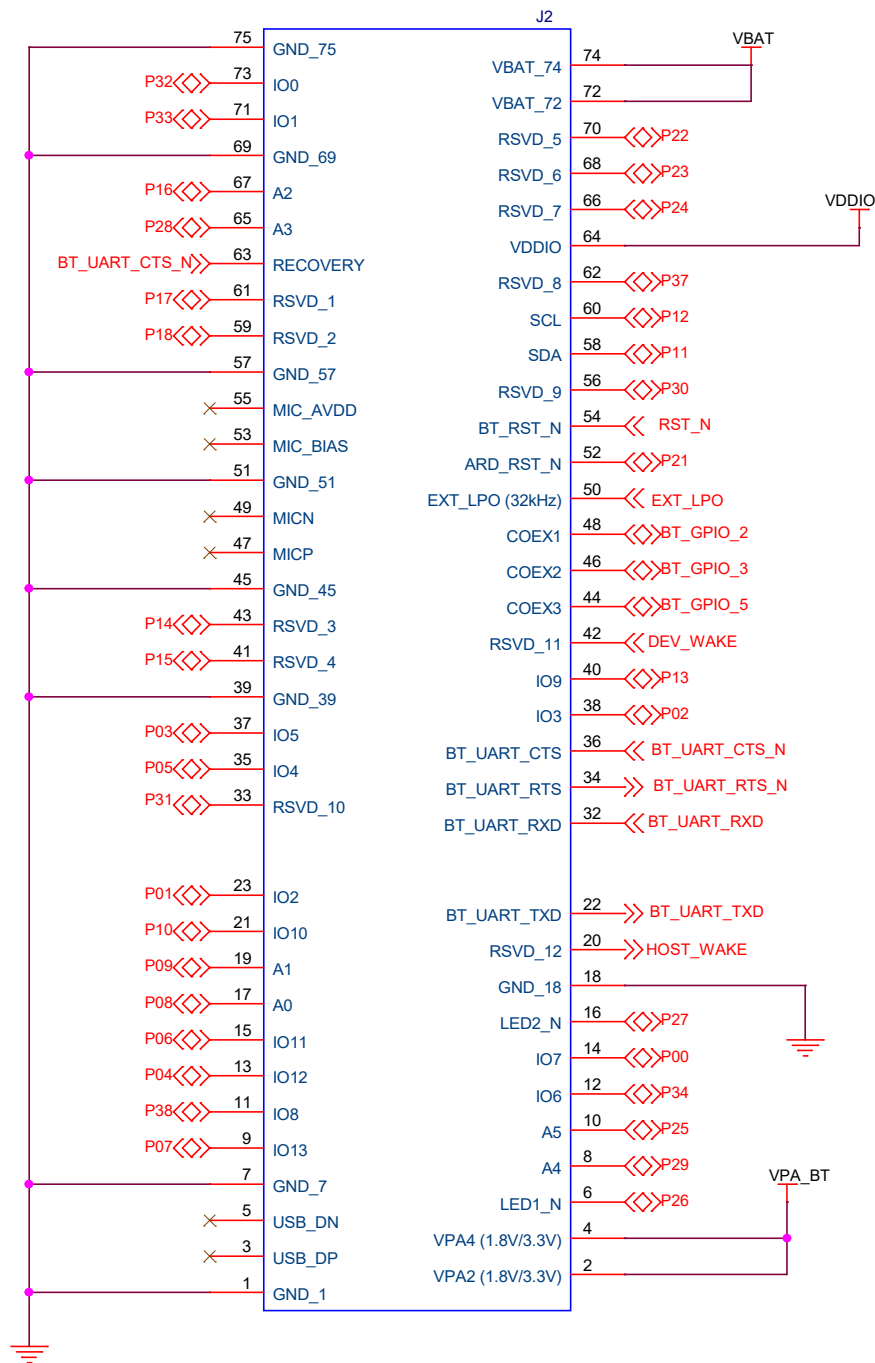 J2
75 GND_75
VBAT
VBAT_74 74
P32 73 IO0
VBAT_72 72
P33 71 IO1
RSVD_5 70 P22
69 GND_69
RSVD_6 68 P23
P16 67 A2
RSVD_7 66 P24
VDDIO
P28 65 A3
VDDIO 64
BT_UART_CTS_N 63 RECOVERY
RSVD_8 62 P37
P17 61 RSVD_1
SCL 60 P12
P18 59 RSVD_2
SDA 58 P11
57 GND_57
RSVD_9 56 P30
55 MIC_AVDD
BT_RST_N 54 RST_N
53 MIC_BIAS
ARD_RST_N 52 P21
51 GND_51
EXT_LPO (32kHz) 50 EXT_LPO
49 MICN
COEX1 48 BT_GPIO_2
47 MICP
COEX2 46 BT_GPIO_3
45 GND_45
COEX3 44 BT_GPIO_5
P14 43 RSVD_3
RSVD_11 42 DEV_WAKE
P15 41 RSVD_4
IO9 40 P13
39 GND_39
IO3 38 P02
P03 37 IO5
BT_UART_CTS 36 BT_UART_CTS_N
P05 35 IO4
BT_UART_RTS 34 BT_UART_RTS_N
P31 33 RSVD_10
BT_UART_RXD 32 BT_UART_RXD
P01 23 IO2
BT_UART_TXD 22 BT_UART_TXD
P10 21 IO10
RSVD_12 20 HOST_WAKE
P09 19 A1
GND_18 18
P08 17 A0
LED2_N 16 P27
P06 15 IO11
IO7 14 P00
P04 13 IO12
IO6 12 P34
P38 11 IO8
A5 10 P25
P07 9 IO13
A4 8 P29
7 GND_7
VPA_BT
LED1_N 6 P26
5 USB_DN
VPA4 (1.8V/3.3V) 4
3 USB_DP
VPA2 (1.8V/3.3V) 2
1 GND_1